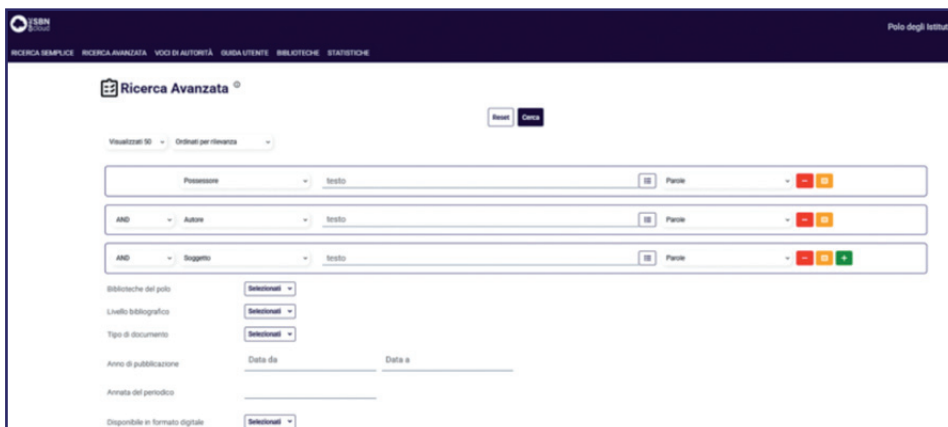 SBN
cloud
Polo degli Istitut
RICERCA SEMPLICE RICERCA AVANZATA VOCI DI AUTORITÀ GUIDA UTENTE BIBLIOTECHE STATISTICHE
Ricerca Avanzata
Reset Cerca
Visualizzati 50 Ordinati per rilevanza
Possessore testo Parole
AND Autore testo Parole
AND Soggetto testo Parole
Biblioteche del polo Selezionati
Livello bibliografico Selezionati
Tipo di documento Selezionati
Anno di pubblicazione Data da Data a
Annata del periodico
Disponibile in formato digitale Selezionati